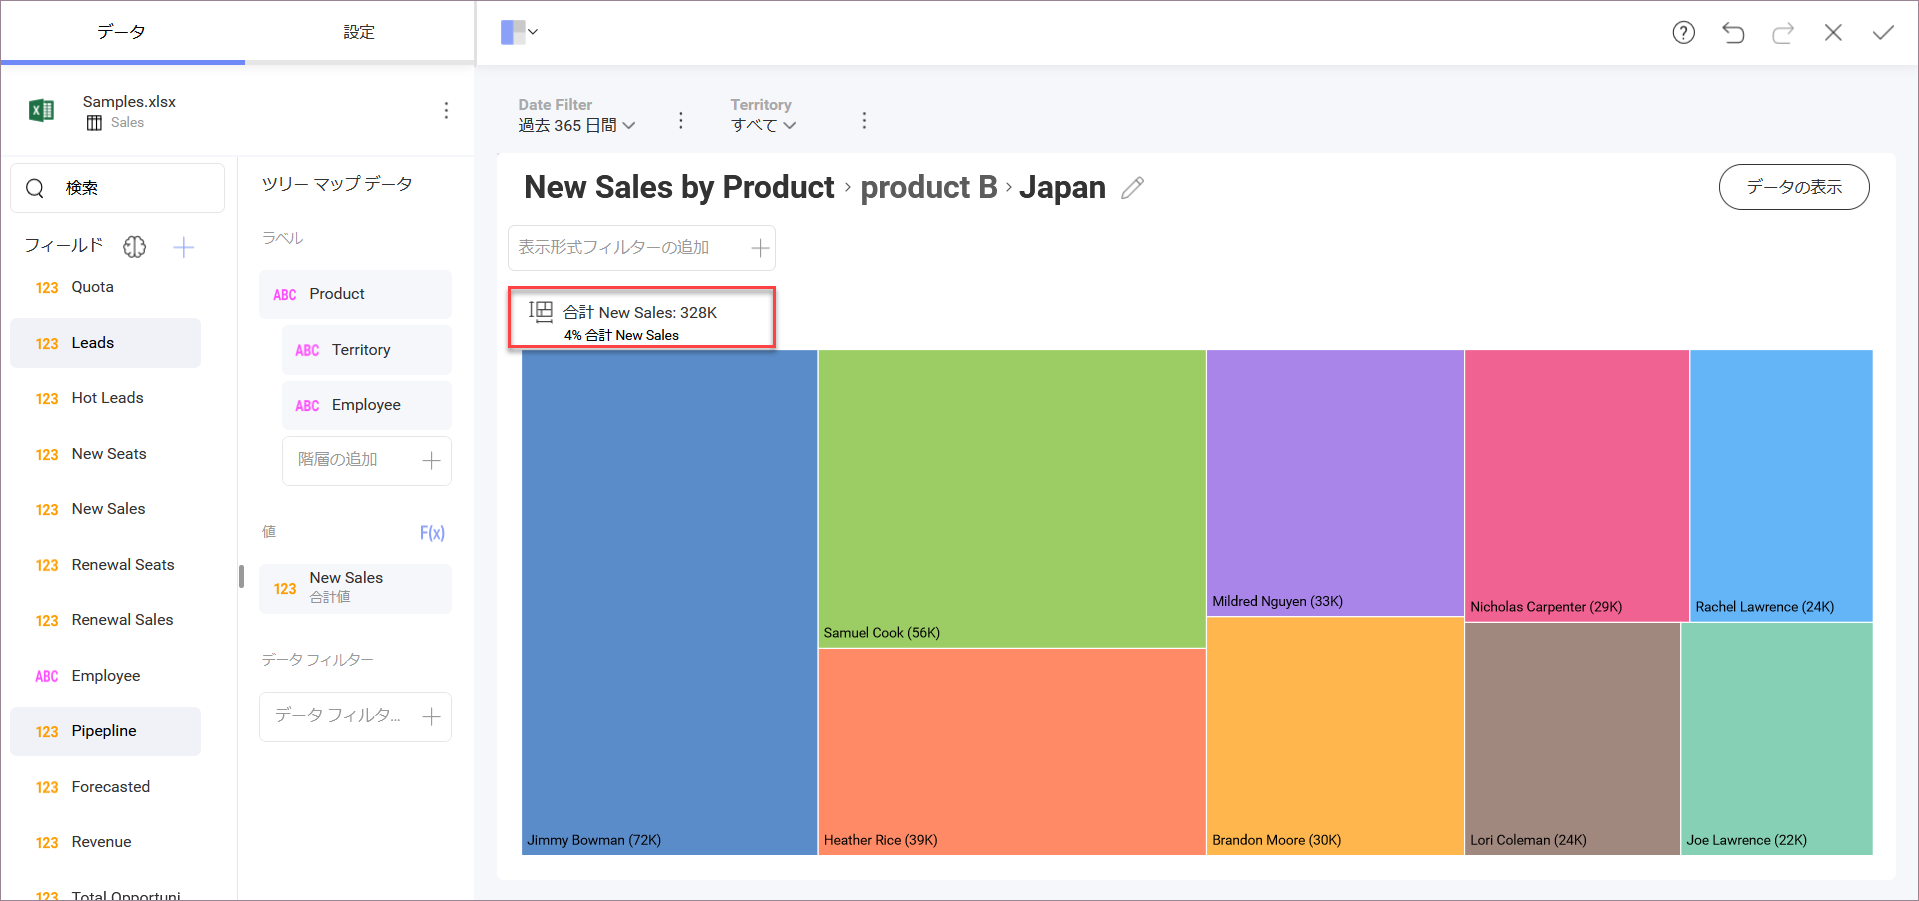 データ
設定
Samples.xlsx
Sales
検索
フィールド
123 Quota
123 Leads
123 Hot Leads
123 New Seats
123 New Sales
123 Renewal Seats
123 Renewal Sales
ABC Employee
123 Pipepline
123 Forecasted
123 Revenue
123 Total Opportuni
ツリー マップ データ
ラベル
ABC Product
ABC Territory
ABC Employee
階層の追加
値
F(x)
123 New Sales
合計値
データ フィルター
データ フィルタ...
Date Filter
過去 365 日間
Territory
すべて
New Sales by Product › product B › Japan
データの表示
表示形式フィルターの追加
合計 New Sales: 328K
4% 合計 New Sales
Jimmy Bowman (72K)
Samuel Cook (56K)
Heather Rice (39K)
Mildred Nguyen (33K)
Brandon Moore (30K)
Nicholas Carpenter (29K)
Rachel Lawrence (24K)
Lori Coleman (24K)
Joe Lawrence (22K)